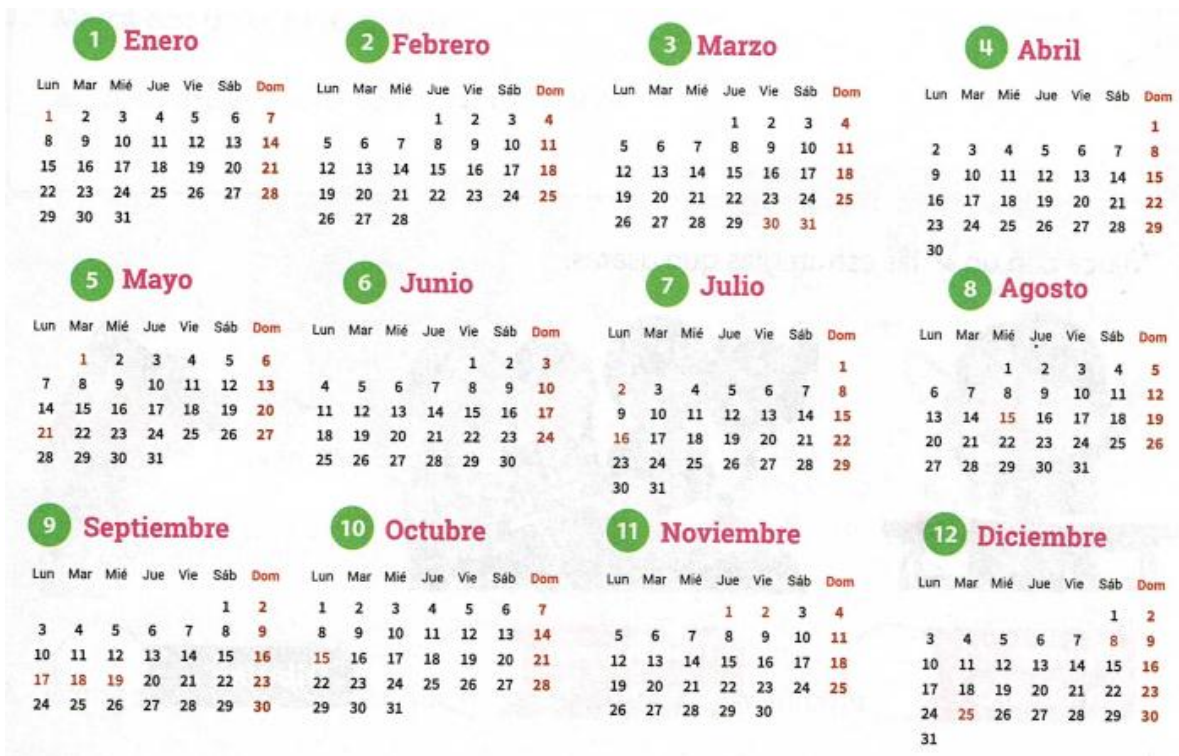 1 Enero
Lun Mar Mié Jue Vie Sáb Dom
1 2 3 4 5 6 7
8 9 10 11 12 13 14
15 16 17 18 19 20 21
22 23 24 25 26 27 28
29 30 31
2 Febrero
Lun Mar Mié Jue Vie Sáb Dom
1 2 3 4
5 6 7 8 9 10 11
12 13 14 15 16 17 18
19 20 21 22 23 24 25
26 27 28
3 Marzo
Lun Mar Mié Jue Vie Sáb Dom
1 2 3 4
5 6 7 8 9 10 11
12 13 14 15 16 17 18
19 20 21 22 23 24 25
26 27 28 29 30 31
4 Abril
Lun Mar Mié Jue Vie Sáb Dom
1
2 3 4 5 6 7 8
9 10 11 12 13 14 15
16 17 18 19 20 21 22
23 24 25 26 27 28 29
30
5 Mayo
Lun Mar Mié Jue Vie Sáb Dom
1 2 3 4 5 6
7 8 9 10 11 12 13
14 15 16 17 18 19 20
21 22 23 24 25 26 27
28 29 30 31
6 Junio
Lun Mar Mié Jue Vie Sáb Dom
1 2 3
4 5 6 7 8 9 10
11 12 13 14 15 16 17
18 19 20 21 22 23 24
25 26 27 28 29 30
7 Julio
Lun Mar Mié Jue Vie Sáb Dom
1
2 3 4 5 6 7 8
9 10 11 12 13 14 15
16 17 18 19 20 21 22
23 24 25 26 27 28 29
30 31
8 Agosto
Lun Mar Mié Jue Vie Sáb Dom
1 2 3 4 5
6 7 8 9 10 11 12
13 14 15 16 17 18 19
20 21 22 23 24 25 26
27 28 29 30 31
9 Septiembre
Lun Mar Mié Jue Vie Sáb Dom
1 2
3 4 5 6 7 8 9
10 11 12 13 14 15 16
17 18 19 20 21 22 23
24 25 26 27 28 29 30
10 Octubre
Lun Mar Mié Jue Vie Sáb Dom
1 2 3 4 5 6 7
8 9 10 11 12 13 14
15 16 17 18 19 20 21
22 23 24 25 26 27 28
29 30 31
11 Noviembre
Lun Mar Mié Jue Vie Sáb Dom
1 2 3 4
5 6 7 8 9 10 11
12 13 14 15 16 17 18
19 20 21 22 23 24 25
26 27 28 29 30
12 Diciembre
Lun Mar Mié Jue Vie Sáb Dom
1 2
3 4 5 6 7 8 9
10 11 12 13 14 15 16
17 18 19 20 21 22 23
24 25 26 27 28 29 30
31